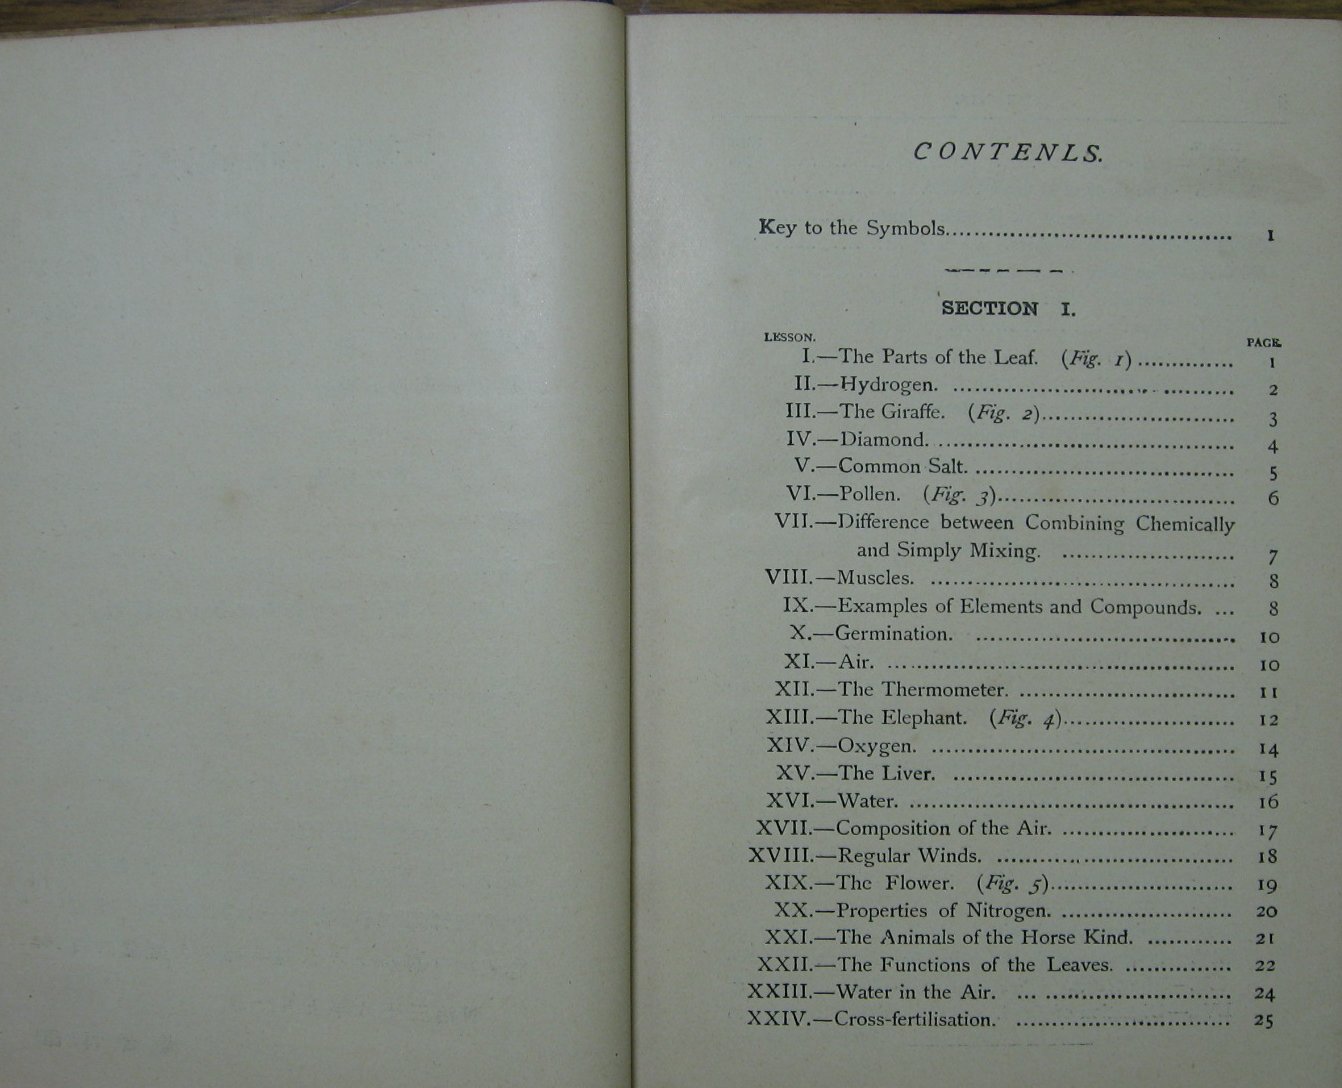 CONTENLS.
Key to the Symbols........................................ 1
SECTION I.
LESSON. PAGE.
I.—The Parts of the Leaf. (Fig. 1).............. 1
II.—Hydrogen. ........................................ 2
III.—The Giraffe. (Fig. 2)........................... 3
IV.—Diamond. ......................................... 4
V.—Common Salt. .................................... 5
VI.—Pollen. (Fig. 3)................................. 6
VII.—Difference between Combining Chemically
and Simply Mixing. ........................ 7
VIII.—Muscles. .......................................... 8
IX.—Examples of Elements and Compounds. ... 8
X.—Germination. .................................... 10
XI.—Air. ................................................ 10
XII.—The Thermometer. .............................. 11
XIII.—The Elephant. (Fig. 4)........................ 12
XIV.—Oxygen. .......................................... 14
XV.—The Liver. ....................................... 15
XVI.—Water. ............................................. 16
XVII.—Composition of the Air. ........................ 17
XVIII.—Regular Winds. ................................. 18
XIX.—The Flower. (Fig. 5)......................... 19
XX.—Properties of Nitrogen. ........................ 20
XXI.—The Animals of the Horse Kind. ............ 21
XXII.—The Functions of the Leaves. ............... 22
XXIII.—Water in the Air. ... .......................... 24
XXIV.—Cross-fertilisation. .............................. 25